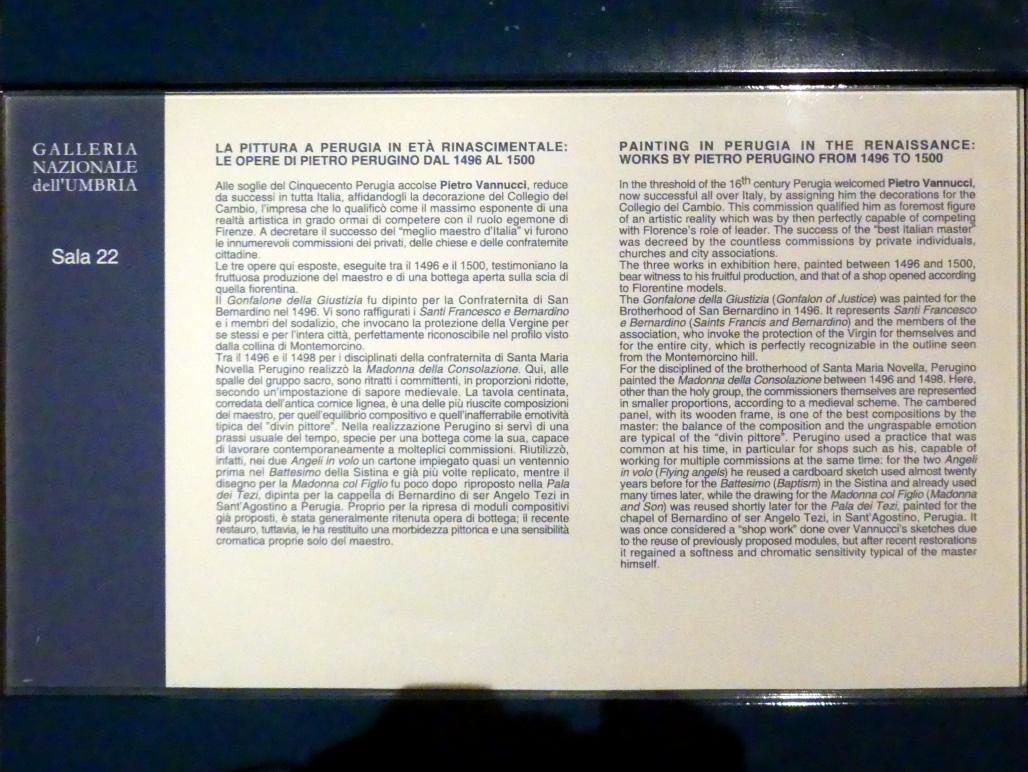 GALLERIA
NAZIONALE
dell'UMBRIA
Sala 22
LA PITTURA A PERUGIA IN ETÀ RINASCIMENTALE:
LE OPERE DI PIETRO PERUGINO DAL 1496 AL 1500
Alle soglie del Cinquecento Perugia accolse Pietro Vannucci, reduce
da successi in tutta Italia, affidandogli la decorazione del Collegio del
Cambio, l'impresa che lo qualificò come il massimo esponente di una
realtà artistica in grado ormai di competere con il ruolo egemone di
Firenze. A decretare il successo del "meglio maestro d'Italia" vi furono
le innumerevoli commissioni dei privati, delle chiese e delle confraternite
cittadine.
Le tre opere qui esposte, eseguite tra il 1496 e il 1500, testimoniano la
fruttuosa produzione del maestro e di una bottega aperta sulla scia di
quella fiorentina.
Il Gonfalone della Giustizia fu dipinto per la Confraternita di San
Bernardino nel 1496. Vi sono raffigurati i Santi Francesco e Bernardino
e i membri del sodalizio, che invocano la protezione della Vergine per
se stessi e per l'intera città, perfettamente riconoscibile nel profilo visto
dalla collina di Montemorcino.
Tra il 1496 e il 1498 per i disciplinati della confraternita di Santa Maria
Novella Perugino realizzò la Madonna della Consolazione. Qui, alle
spalle del gruppo sacro, sono ritratti i committenti, in proporzioni ridotte,
secondo un'impostazione di sapore medievale. La tavola centinata,
corredata dell'antica cornice lignea, è una delle più riuscite composizioni
del maestro, per quell'equilibrio compositivo e quell'inafferrabile emotività
tipica del "divin pittore". Nella realizzazione Perugino si servì di una
prassi usuale del tempo, specie per una bottega come la sua, capace
di lavorare contemporaneamente a molteplici commissioni. Riutilizzò,
infatti, nei due Angeli in volo un cartone impiegato quasi un ventennio
prima nel Battesimo della Sistina e già più volte replicato, mentre il
disegno per la Madonna col Figlio fu poco dopo riproposto nella Pala
dei Tezi, dipinta per la cappella di Bernardino di ser Angelo Tezi in
Sant'Agostino a Perugia. Proprio per la ripresa di moduli compositivi
già proposti, è stata generalmente ritenuta opera di bottega; il recente
restauro, tuttavia, le ha restituito una morbidezza pittorica e una sensibilità
cromatica proprie solo del maestro.
PAINTING IN PERUGIA IN THE RENAISSANCE:
WORKS BY PIETRO PERUGINO FROM 1496 TO 1500
In the threshold of the 16th century Perugia welcomed Pietro Vannucci,
now successful all over Italy, by assigning him the decorations for the
Collegio del Cambio. This commission qualified him as foremost figure
of an artistic reality which was by then perfectly capable of competing
with Florence's role of leader. The success of the "best Italian master"
was decreed by the countless commissions by private individuals,
churches and city associations.
The three works in exhibition here, painted between 1496 and 1500,
bear witness to his fruitful production, and that of a shop opened according
to Florentine models.
The Gonfalone della Giustizia (Gonfalon of Justice) was painted for the
Brotherhood of San Bernardino in 1496. It represents Santi Francesco
e Bernardino (Saints Francis and Bernardino) and the members of the
association, who invoke the protection of the Virgin for themselves and
for the entire city, which is perfectly recognizable in the outline seen
from the Montemorcino hill.
For the disciplined of the brotherhood of Santa Maria Novella, Perugino
painted the Madonna della Consolazione between 1496 and 1498. Here,
other than the holy group, the commissioners themselves are represented
in smaller proportions, according to a medieval scheme. The cambered
panel, with its wooden frame, is one of the best compositions by the
master: the balance of the composition and the ungraspable emotion
are typical of the "divin pittore". Perugino used a practice that was
common at his time, in particular for shops such as his, capable of
working for multiple commissions at the same time: for the two Angeli
in volo (Flying angels) he reused a cardboard sketch used almost twenty
years before for the Battesimo (Baptism) in the Sistina and already used
many times later, while the drawing for the Madonna col Figlio (Madonna
and Son) was reused shortly later for the Pala dei Tezi, painted for the
chapel of Bernardino of ser Angelo Tezi, in Sant'Agostino, Perugia. It
was once considered a "shop work" done over Vannucci's sketches due
to the reuse of previously proposed modules, but after recent restorations
it regained a softness and chromatic sensitivity typical of the master
himself.